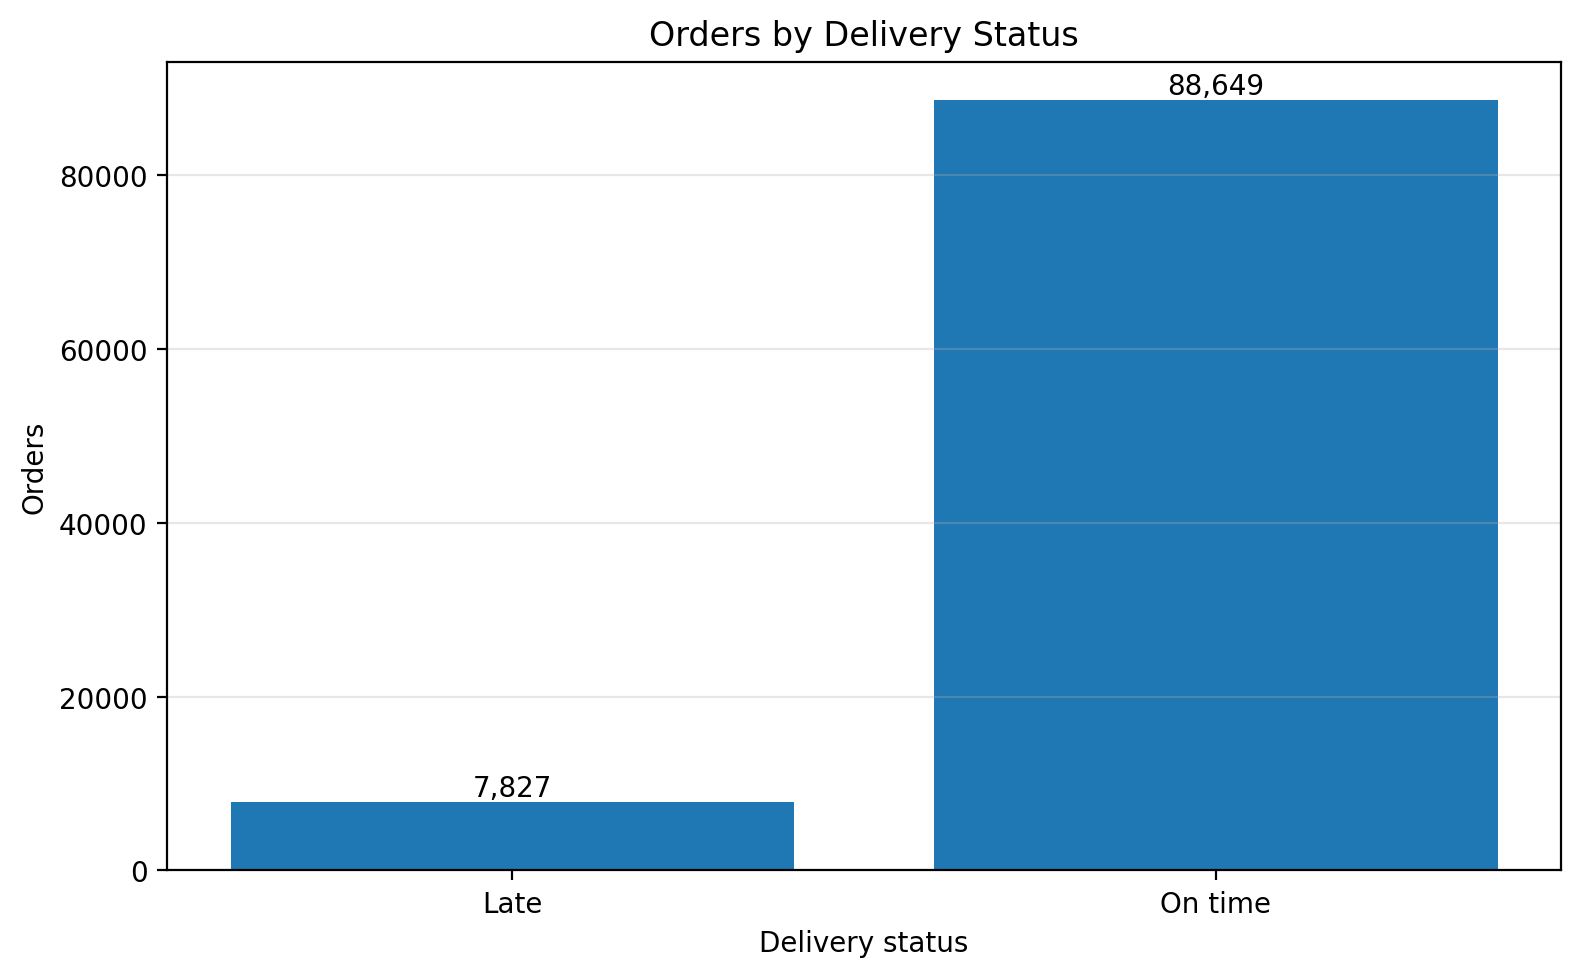 Orders by Delivery Status
88,649
80000
60000
40000
20000
0
Orders
7,827
Late
On time
Delivery status